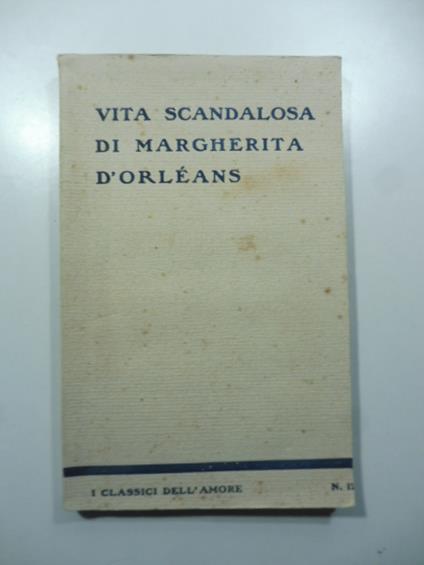 VITA SCANDALOSA
DI MARGHERITA
D'ORLÉANS
I CLASSICI DELL'AMORE N.